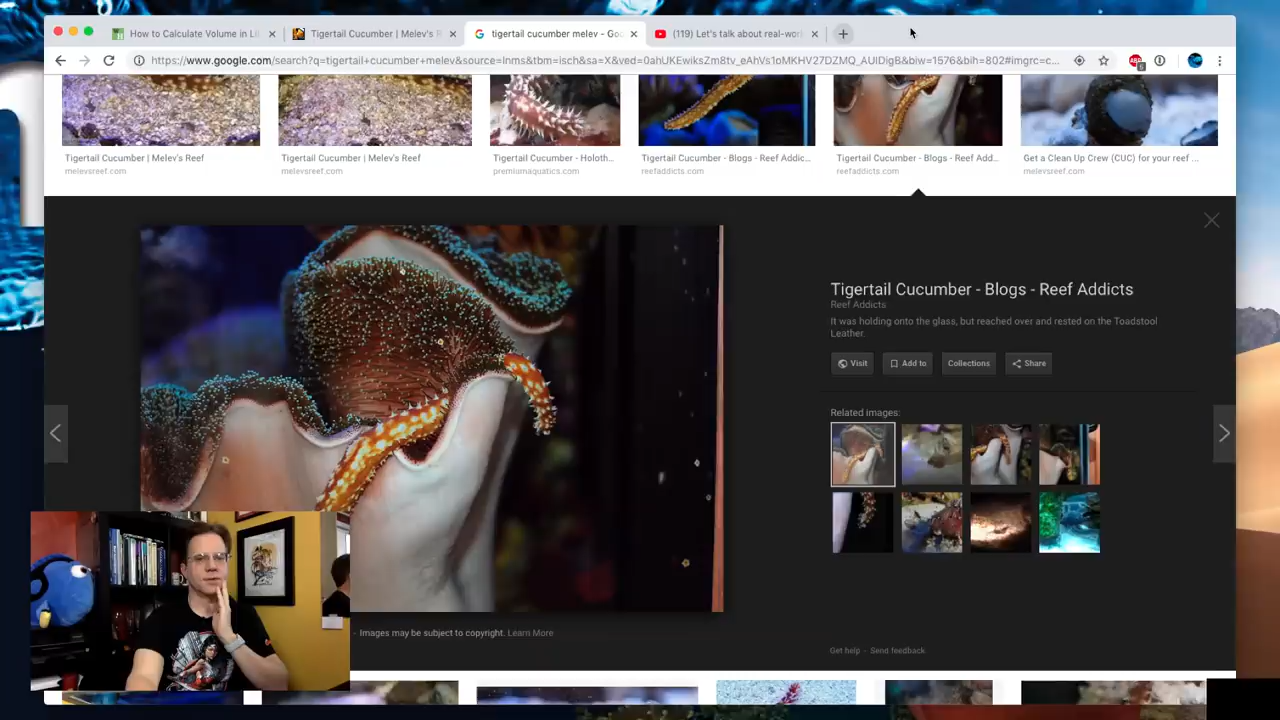 How to Calculate Volume in Li
Tigertail Cucumber | Melev's R
tigertail cucumber melev - Goo
(119) Let's talk about real-wor
https://www.google.com/search?q=tigertail+cucumber+melev&source=lnms&tbm=isch&sa=X&ved=0ahUKEwiksZm8tv_eAhVs1oMKHV27DZMQ_AUIDigB&biw=1576&bih=802#imgrc=c...
Tigertail Cucumber | Melev's Reef
melevsreef.com
Tigertail Cucumber | Melev's Reef
melevsreef.com
Tigertail Cucumber - Holoth...
premiumaquatics.com
Tigertail Cucumber - Blogs - Reef Addic...
reefaddicts.com
Tigertail Cucumber - Blogs - Reef Add...
reefaddicts.com
Get a Clean Up Crew (CUC) for your reef ...
melevsreef.com
Tigertail Cucumber - Blogs - Reef Addicts
Reef Addicts
It was holding onto the glass, but reached over and rested on the Toadstool
Leather.
Visit
Add to
Collections
Share
Related images:
Images may be subject to copyright. Learn More
Get help - Send feedback